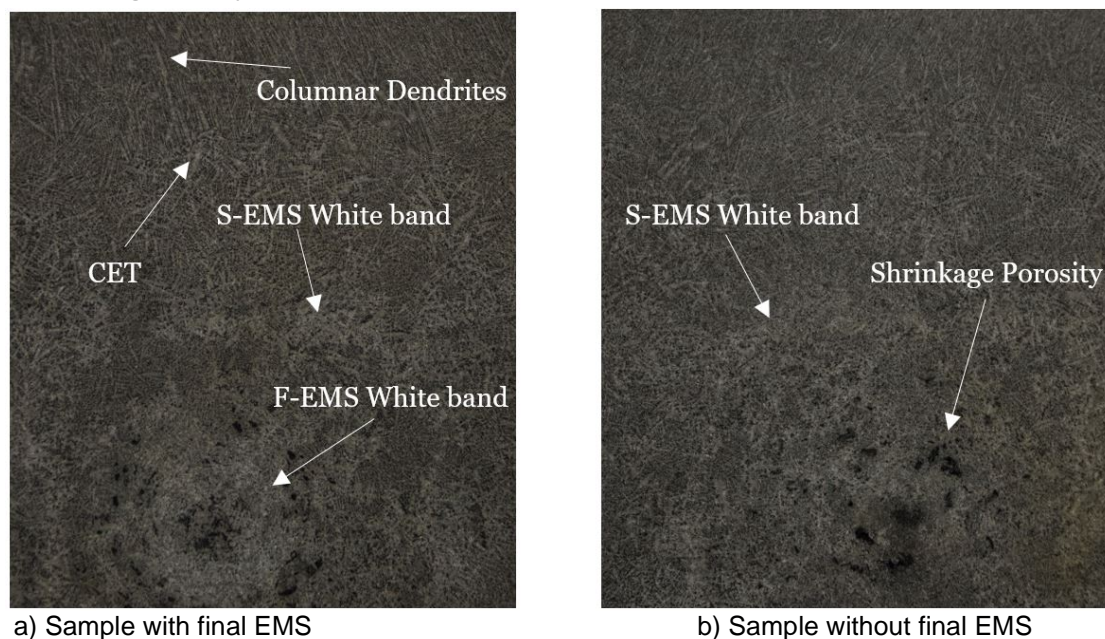 Columnar Dendrites
S-EMS White band
CET
F-EMS White band
S-EMS White band
Shrinkage Porosity
a) Sample with final EMS
b) Sample without final EMS